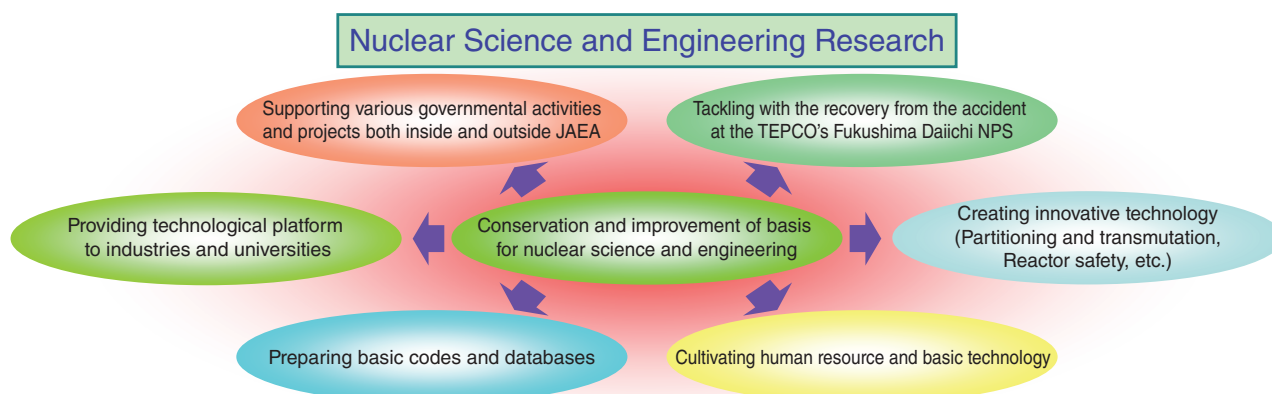 Nuclear Science and Engineering Research
Supporting various governmental activities
and projects both inside and outside JAEA
Tackling with the recovery from the accident
at the TEPCO's Fukushima Daiichi NPS
Providing technological platform
to industries and universities
Conservation and improvement of basis
for nuclear science and engineering
Creating innovative technology
(Partitioning and transmutation,
Reactor safety, etc.)
Preparing basic codes and databases
Cultivating human resource and basic technology